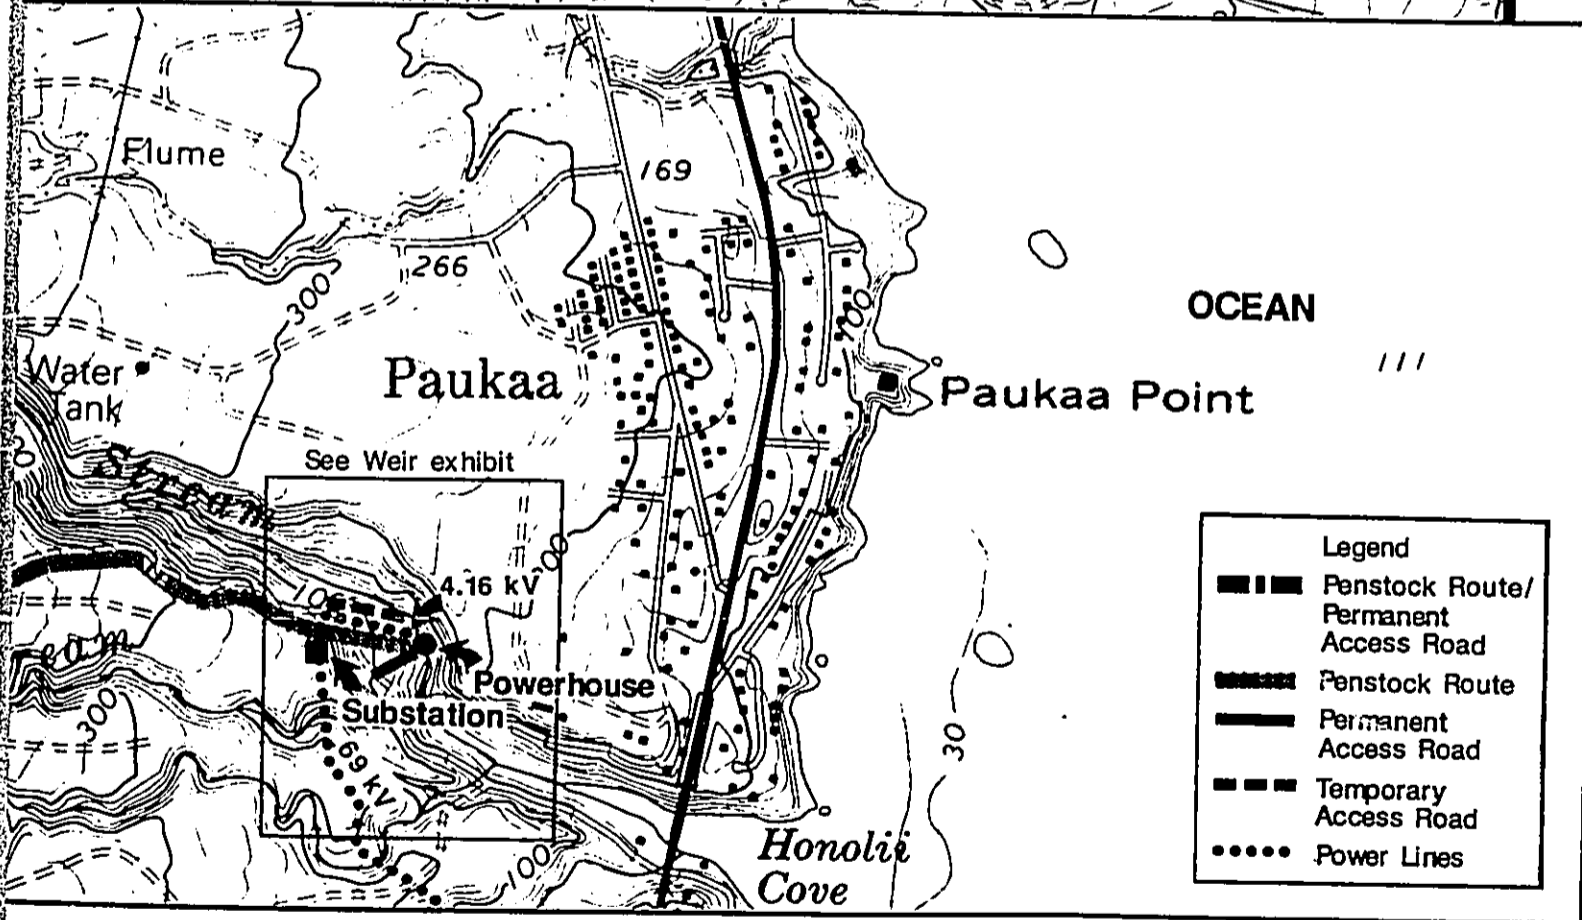 Flume
169
266
300
OCEAN
Water
Tank
Paukaa
100
Paukaa Point
See Weir exhibit
Stream
4.16 kV
Powerhouse
Substation
300
69 kV
30
100
Honolii
Cove
Legend
Penstock Route/
Permanent
Access Road
Penstock Route
Permanent
Access Road
Temporary
Access Road
Power Lines